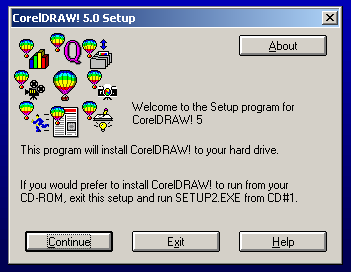 CorelDRAW! 5.0 Setup
About
Welcome to the Setup program for
CorelDRAW! 5
This program will install CorelDRAW! to your hard drive.
If you would prefer to install CorelDRAW! to run from your
CD-ROM, exit this setup and run SETUP2.EXE from CD#1.
Continue
Exit
Help